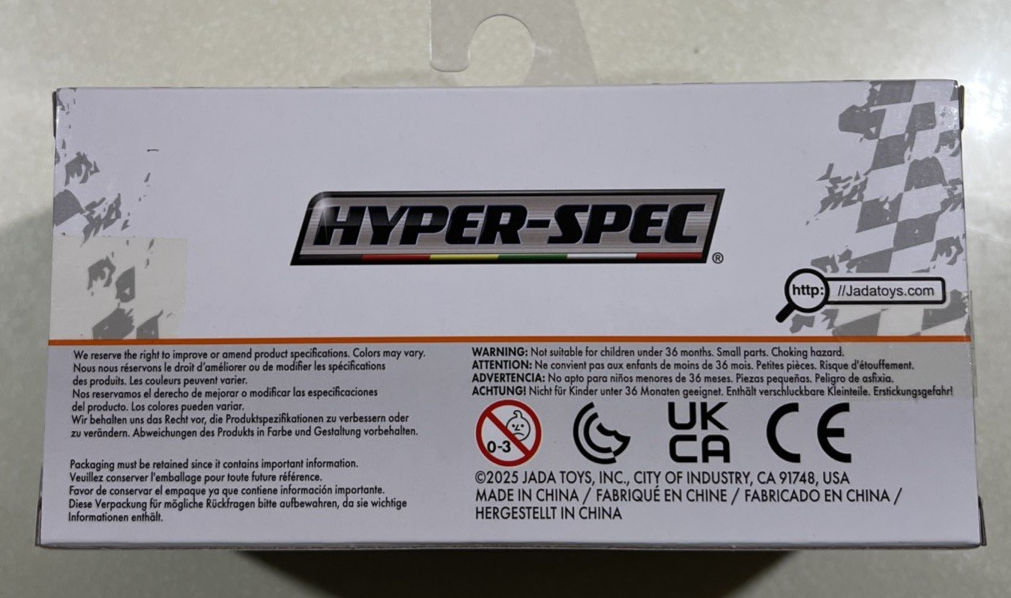 HYPER-SPEC®
http: //Jadatoys.com
We reserve the right to improve or amend product specifications. Colors may vary.
Nous nous réservons le droit d'améliorer ou de modifier les spécifications
des produits. Les couleurs peuvent varier.
Nos reservamos el derecho de mejorar o modificar las especificaciones
del producto. Los colores pueden variar.
Wir behalten uns das Recht vor, die Produktspezifikationen zu verbessern oder
zu verändern. Abweichungen des Produkts in Farbe und Gestaltung vorbehalten.
Packaging must be retained since it contains important information.
Veuillez conserver l'emballage pour toute future référence.
Favor de conservar el empaque ya que contiene información importante.
Diese Verpackung für mögliche Rückfragen bitte aufbewahren, da sie wichtige
Informationen enthält.
WARNING: Not suitable for children under 36 months. Small parts. Choking hazard.
ATTENTION: Ne convient pas aux enfants de moins de 36 mois. Petites pièces. Risque d'étouffement.
ADVERTENCIA: No apto para niños menores de 36 meses. Piezas pequeñas. Peligro de asfixia.
ACHTUNG! Nicht für Kinder unter 36 Monaten geeignet. Enthält verschluckbare Kleinteile. Erstickungsgefahr!
0-3
UK
CA
CE
©2025 JADA TOYS, INC., CITY OF INDUSTRY, CA 91748, USA
MADE IN CHINA / FABRIQUÉ EN CHINE / FABRICADO EN CHINA /
HERGESTELLT IN CHINA